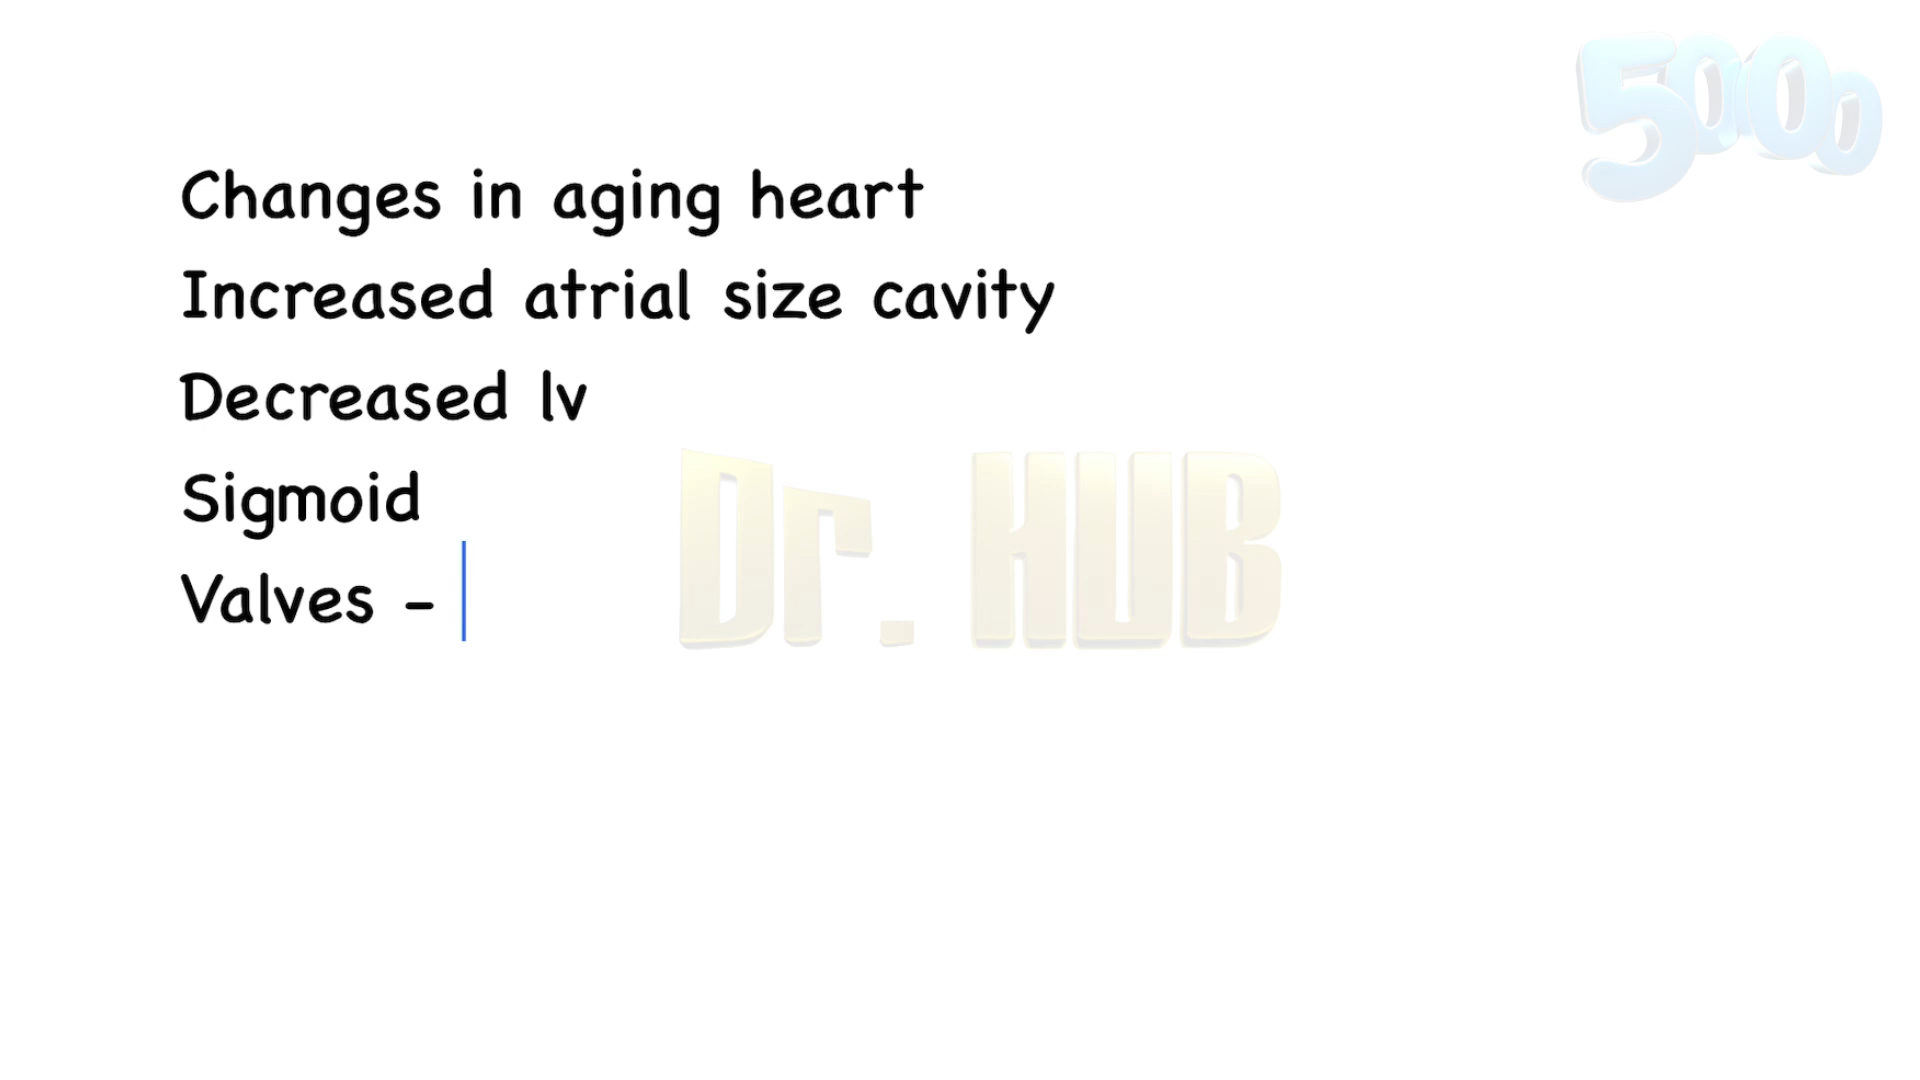 5000
Changes in aging heart
Increased atrial size cavity
Decreased lv
Sigmoid
Dr. HUB
Valves -